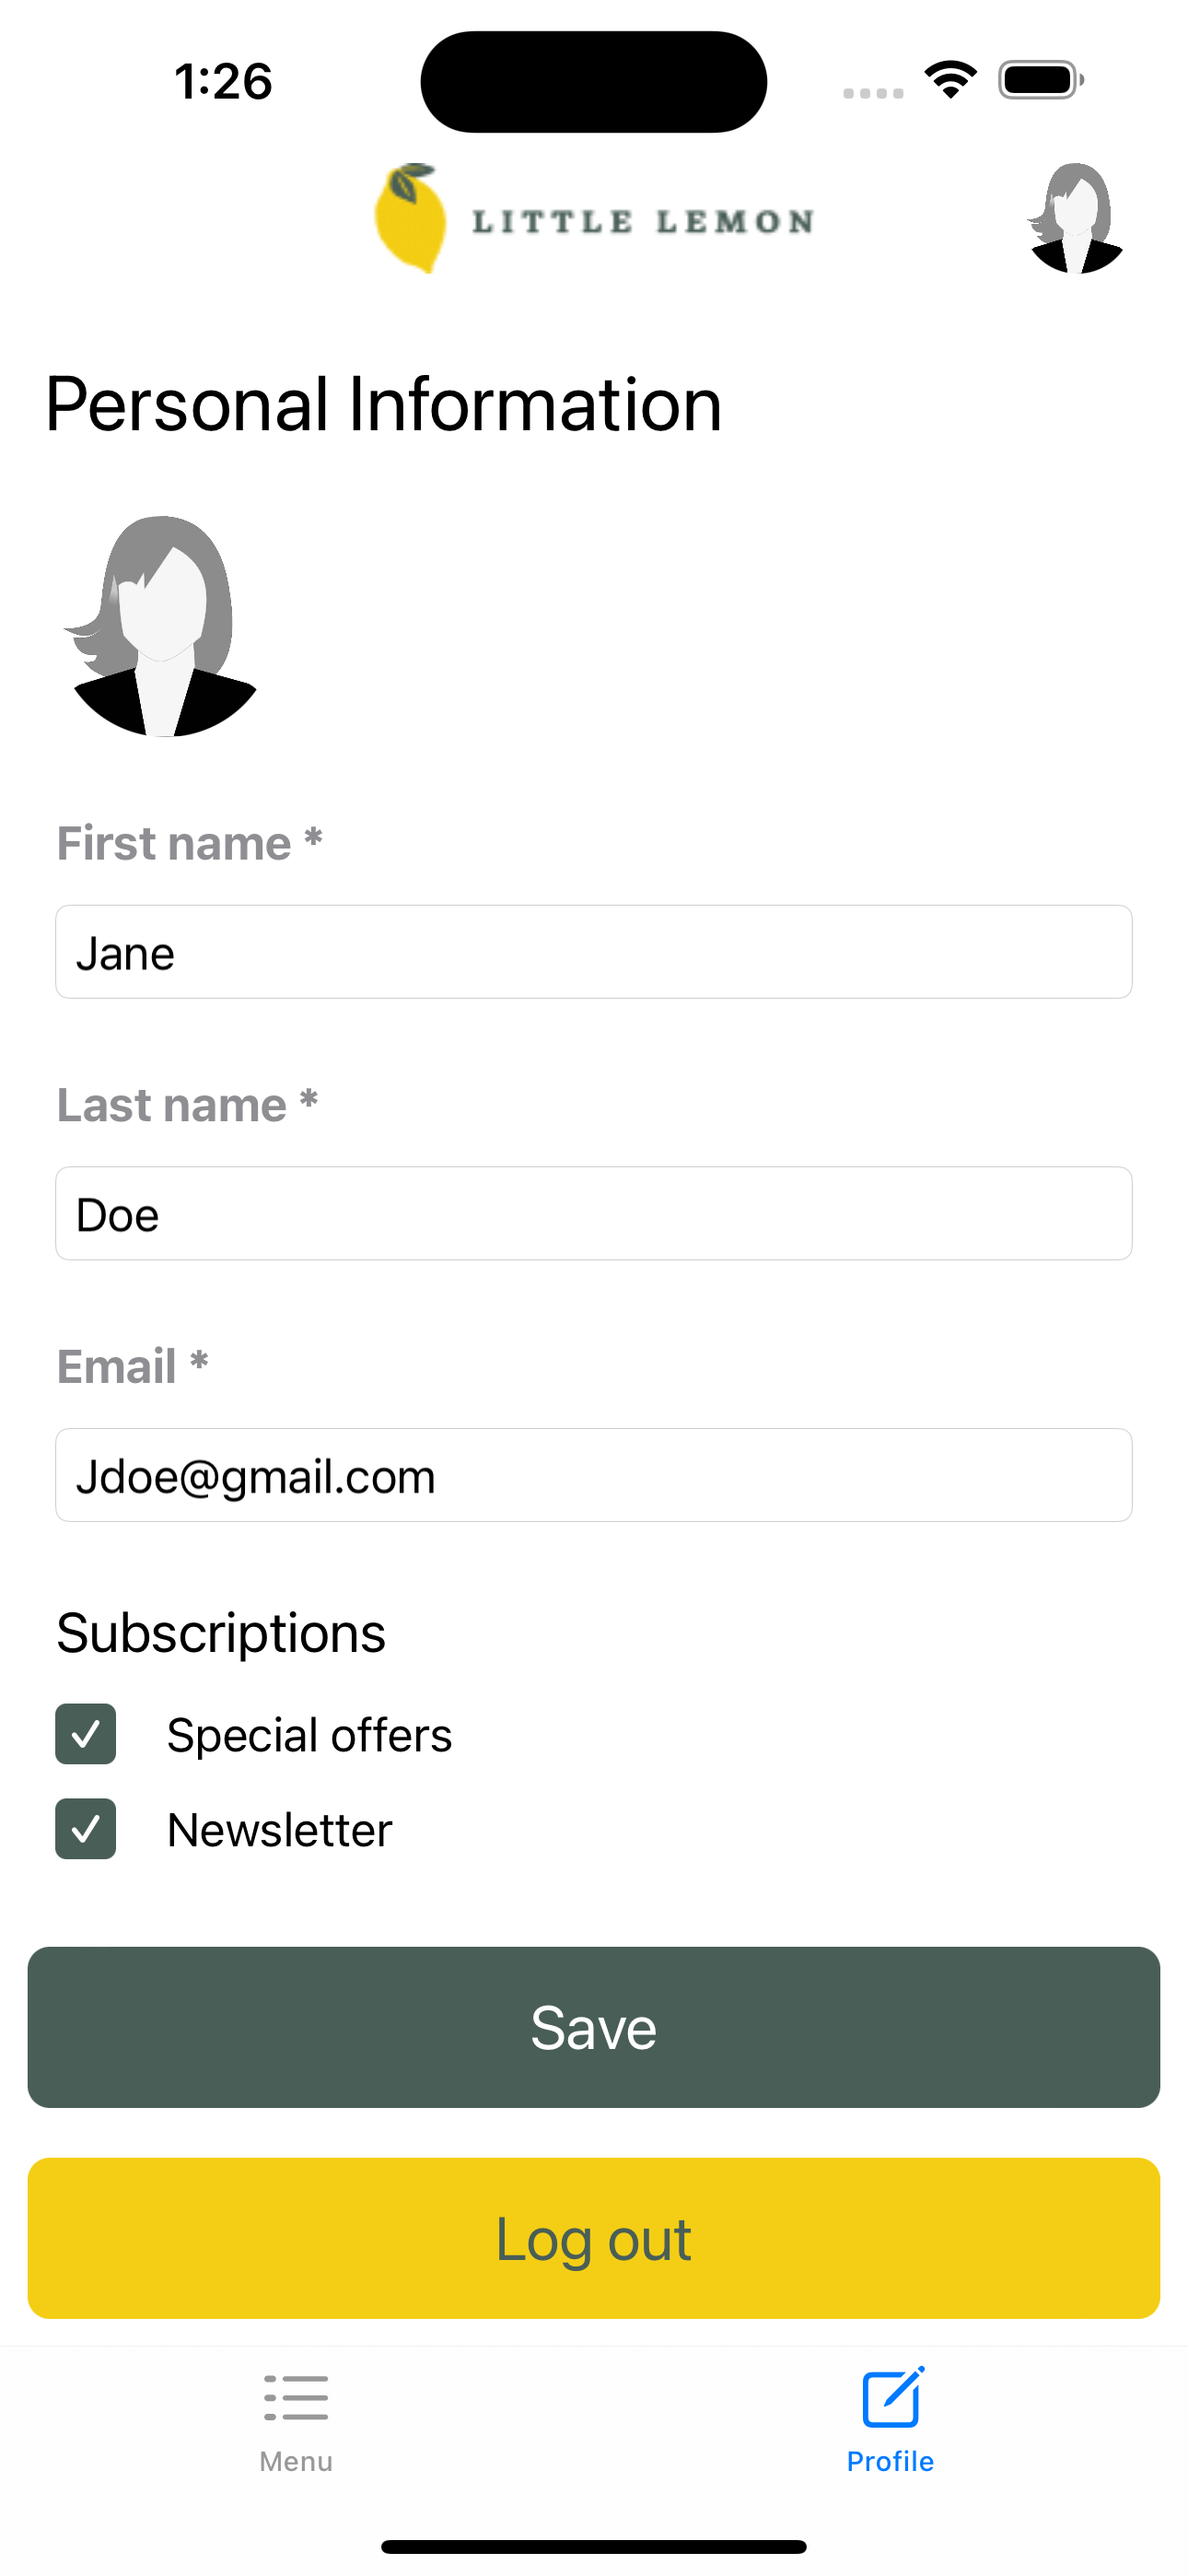 1:26
LITTLE LEMON
Personal Information
First name *
Jane
Last name *
Doe
Email *
Jdoe@gmail.com
Subscriptions
Special offers
Newsletter
Save
Log out
Menu Profile